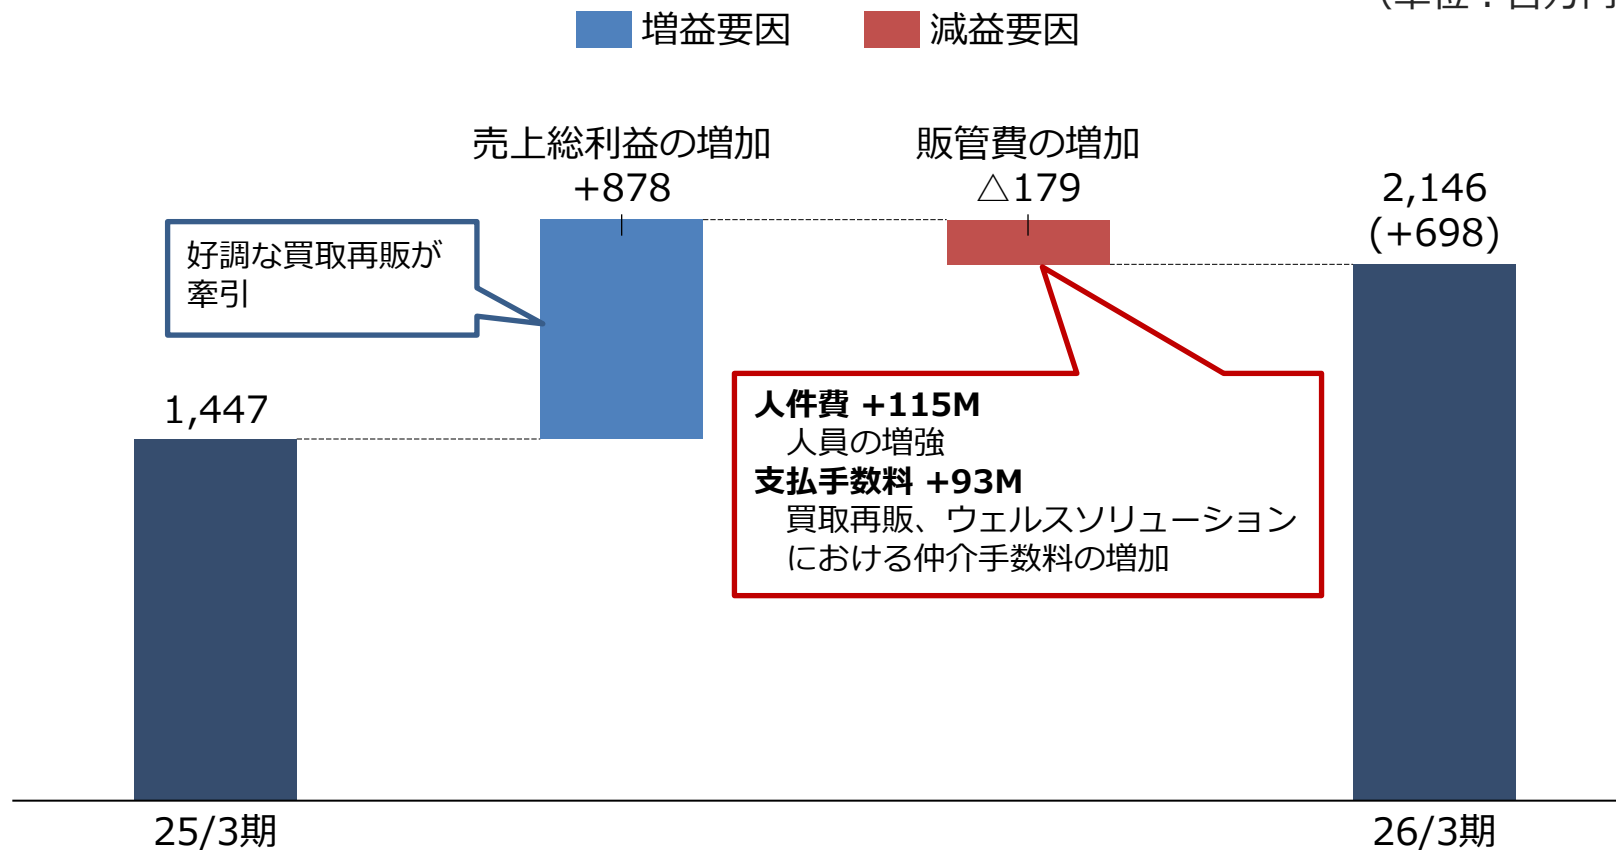 増益要因
減益要因
売上総利益の増加
+878
販管費の増加
△179
2,146
(+698)
好調な買取再販が
牽引
1,447
人件費 +115M
人員の増強
支払手数料 +93M
買取再販、ウェルスソリューション
における仲介手数料の増加
25/3期
26/3期